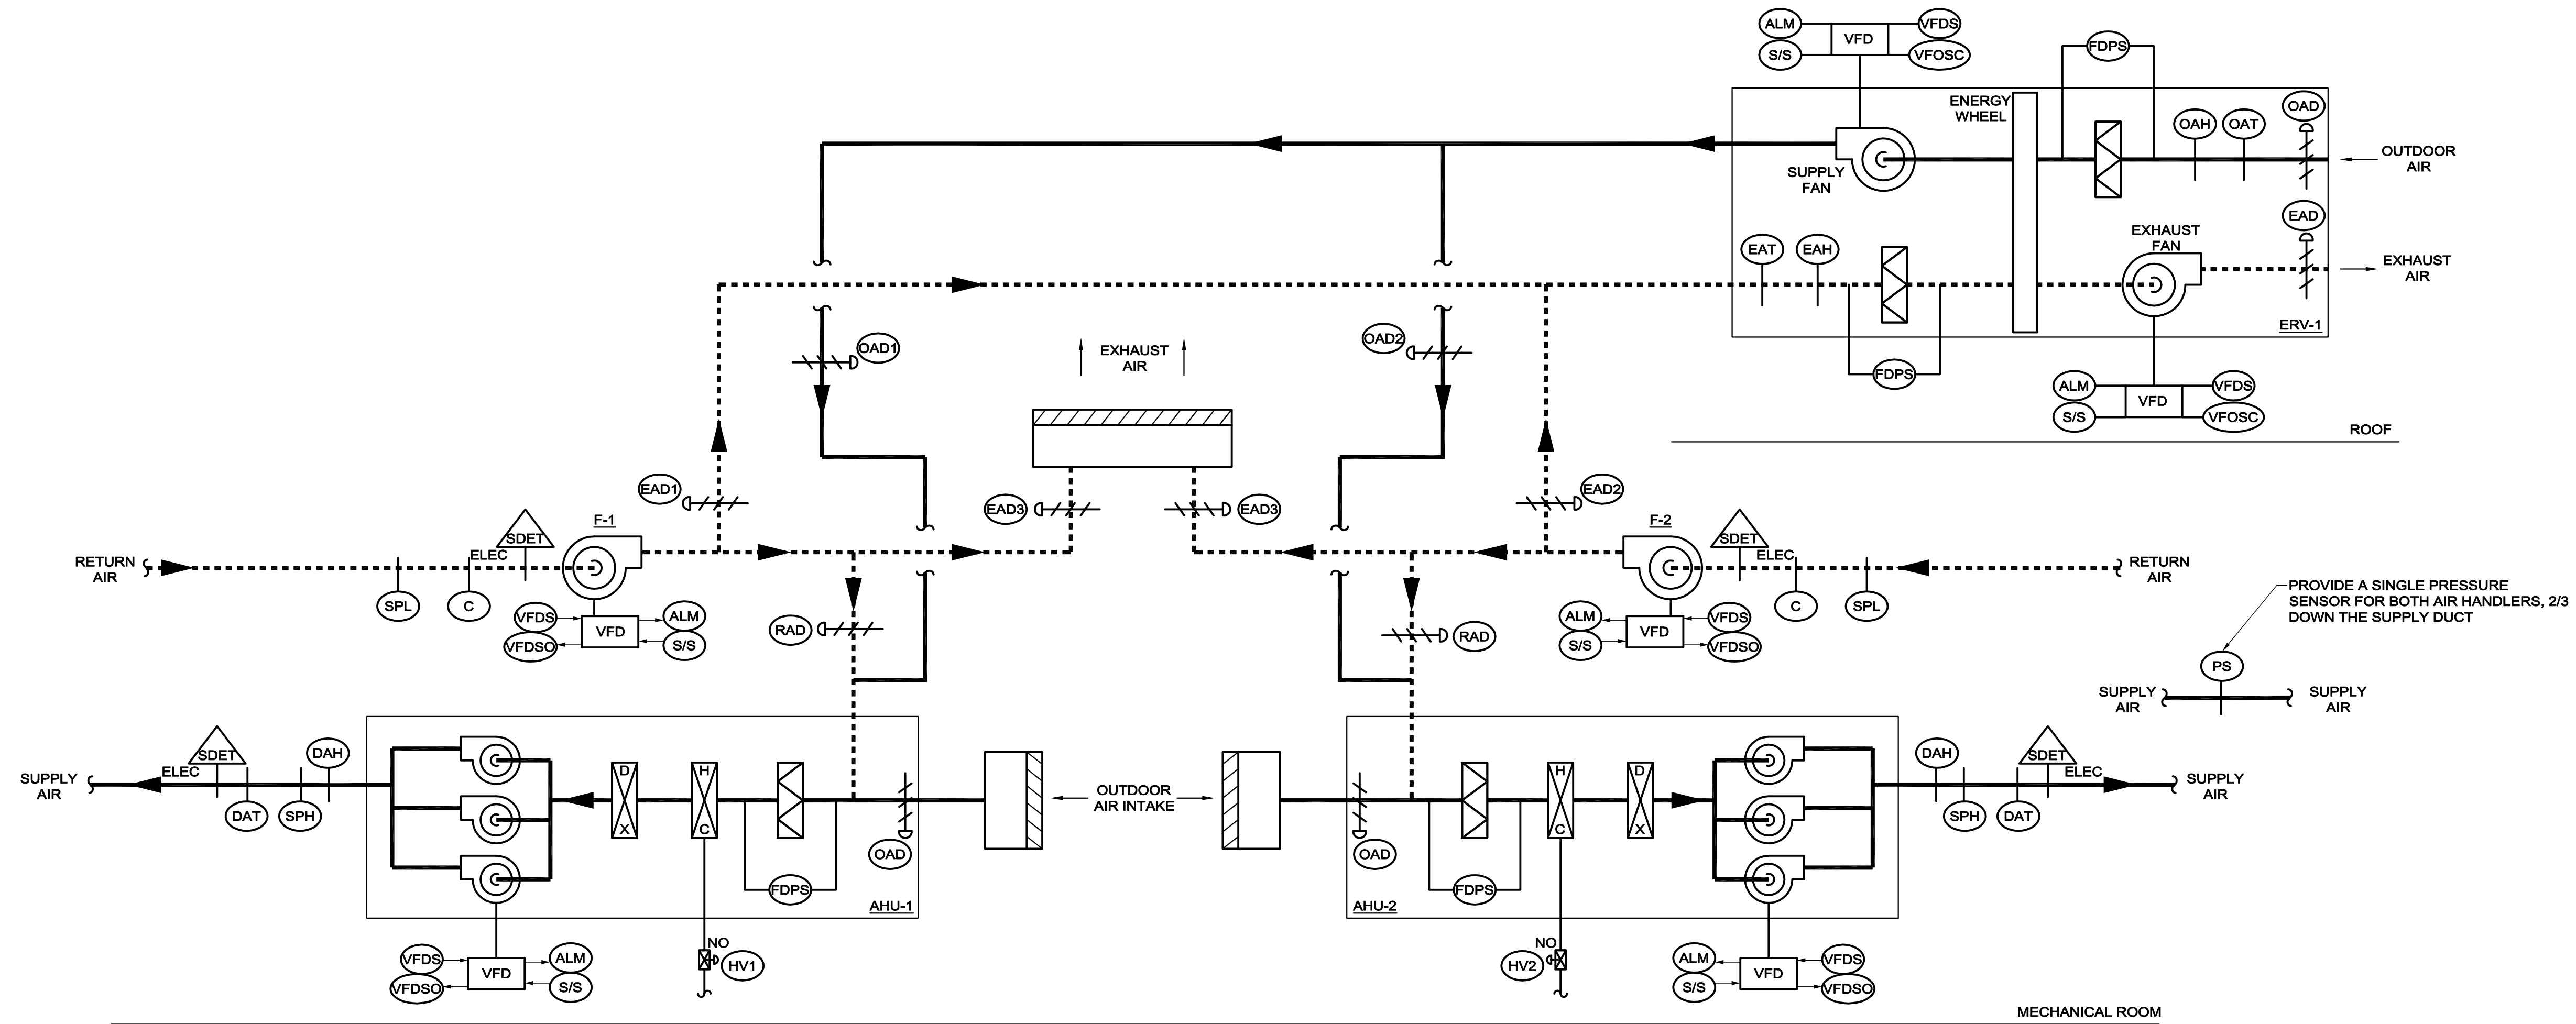 ALM
VFD
VFDS
S/S
VFOSC
FDPS
ENERGY
WHEEL
OAD
OAH
OAT
SUPPLY
FAN
OUTDOOR
AIR
EAD
EAT
EAH
EXHAUST
FAN
EXHAUST
AIR
ERV-1
FDPS
ALM
VFD
VFDS
S/S
VFOSC
ROOF
OAD1
EXHAUST
AIR
OAD2
EAD1
EAD3
EAD3
EAD2
F-1
SDET
ELEC
RETURN
AIR
SPL
C
VFDS
VFD
ALM
VFDSO
S/S
RAD
F-2
SDET
ELEC
RETURN
AIR
C
SPL
ALM
VFD
VFDS
S/S
VFDSO
RAD
PROVIDE A SINGLE PRESSURE
SENSOR FOR BOTH AIR HANDLERS, 2/3
DOWN THE SUPPLY DUCT
PS
SUPPLY
AIR
SUPPLY
AIR
SUPPLY
AIR
ELEC
SDET
DAT
SPH
DAH
D
X
H
C
FDPS
OAD
AHU-1
OUTDOOR
AIR INTAKE
OAD
FDPS
AHU-2
H
C
D
X
DAH
SPH
DAT
SDET
ELEC
SUPPLY
AIR
VFDS
VFD
ALM
VFDSO
S/S
NO
HV1
NO
HV2
ALM
VFD
VFDS
S/S
VFDSO
MECHANICAL ROOM